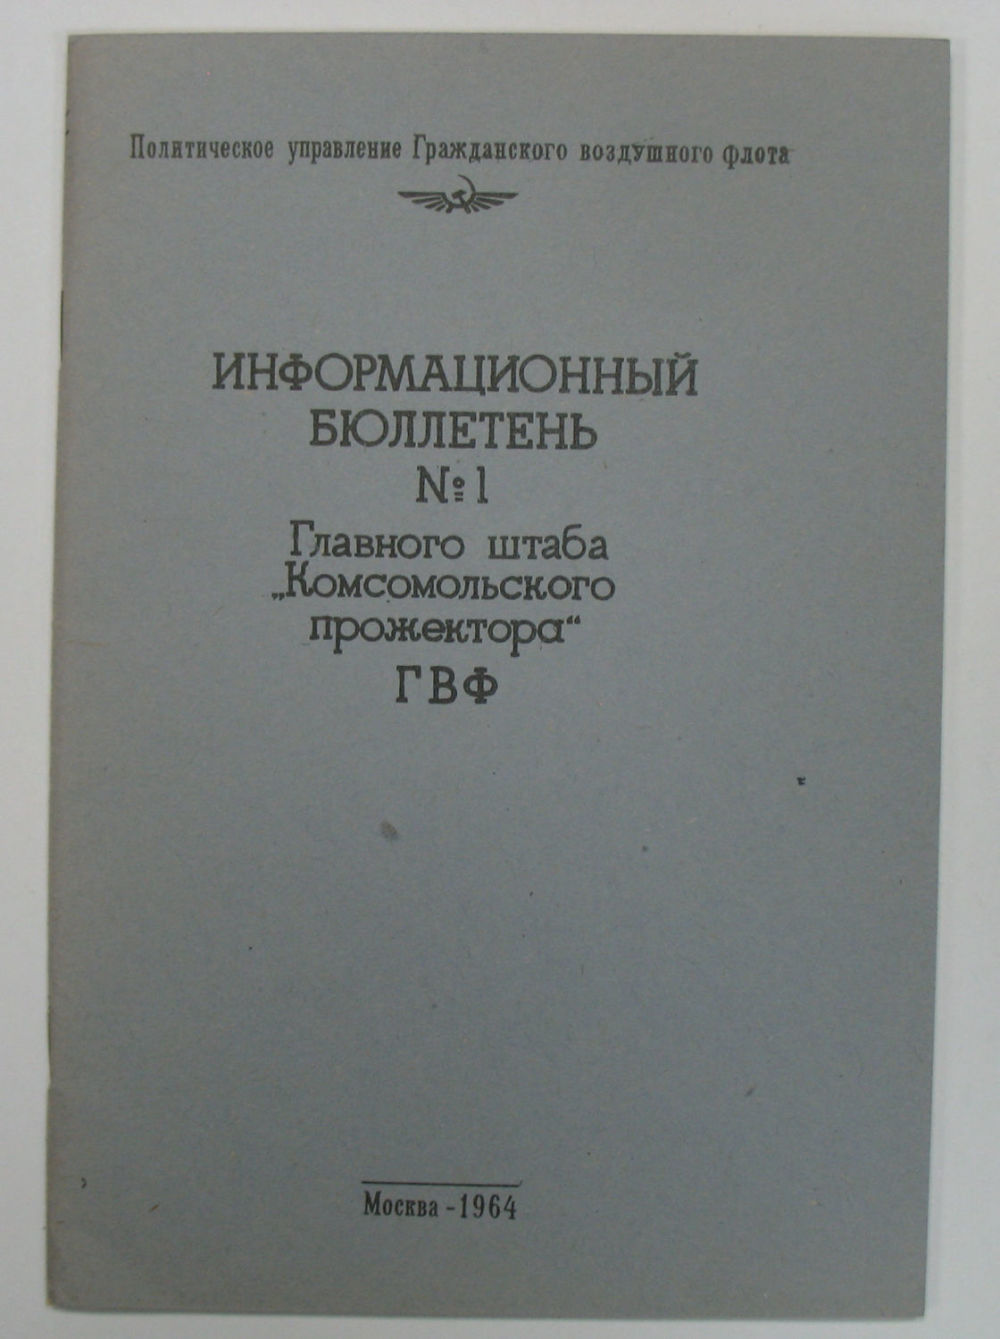 Политическое управление Гражданского воздушного флота
ИНФОРМАЦИОННЫЙ
БЮЛЛЕТЕНЬ
№1
Главного штаба
„Комсомольского
прожектора“
ГВФ
Москва - 1964